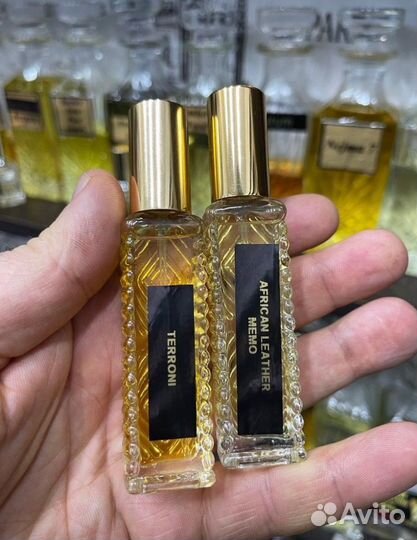 TERRONI
AFRICAN LEATHER
MEMO
Avito